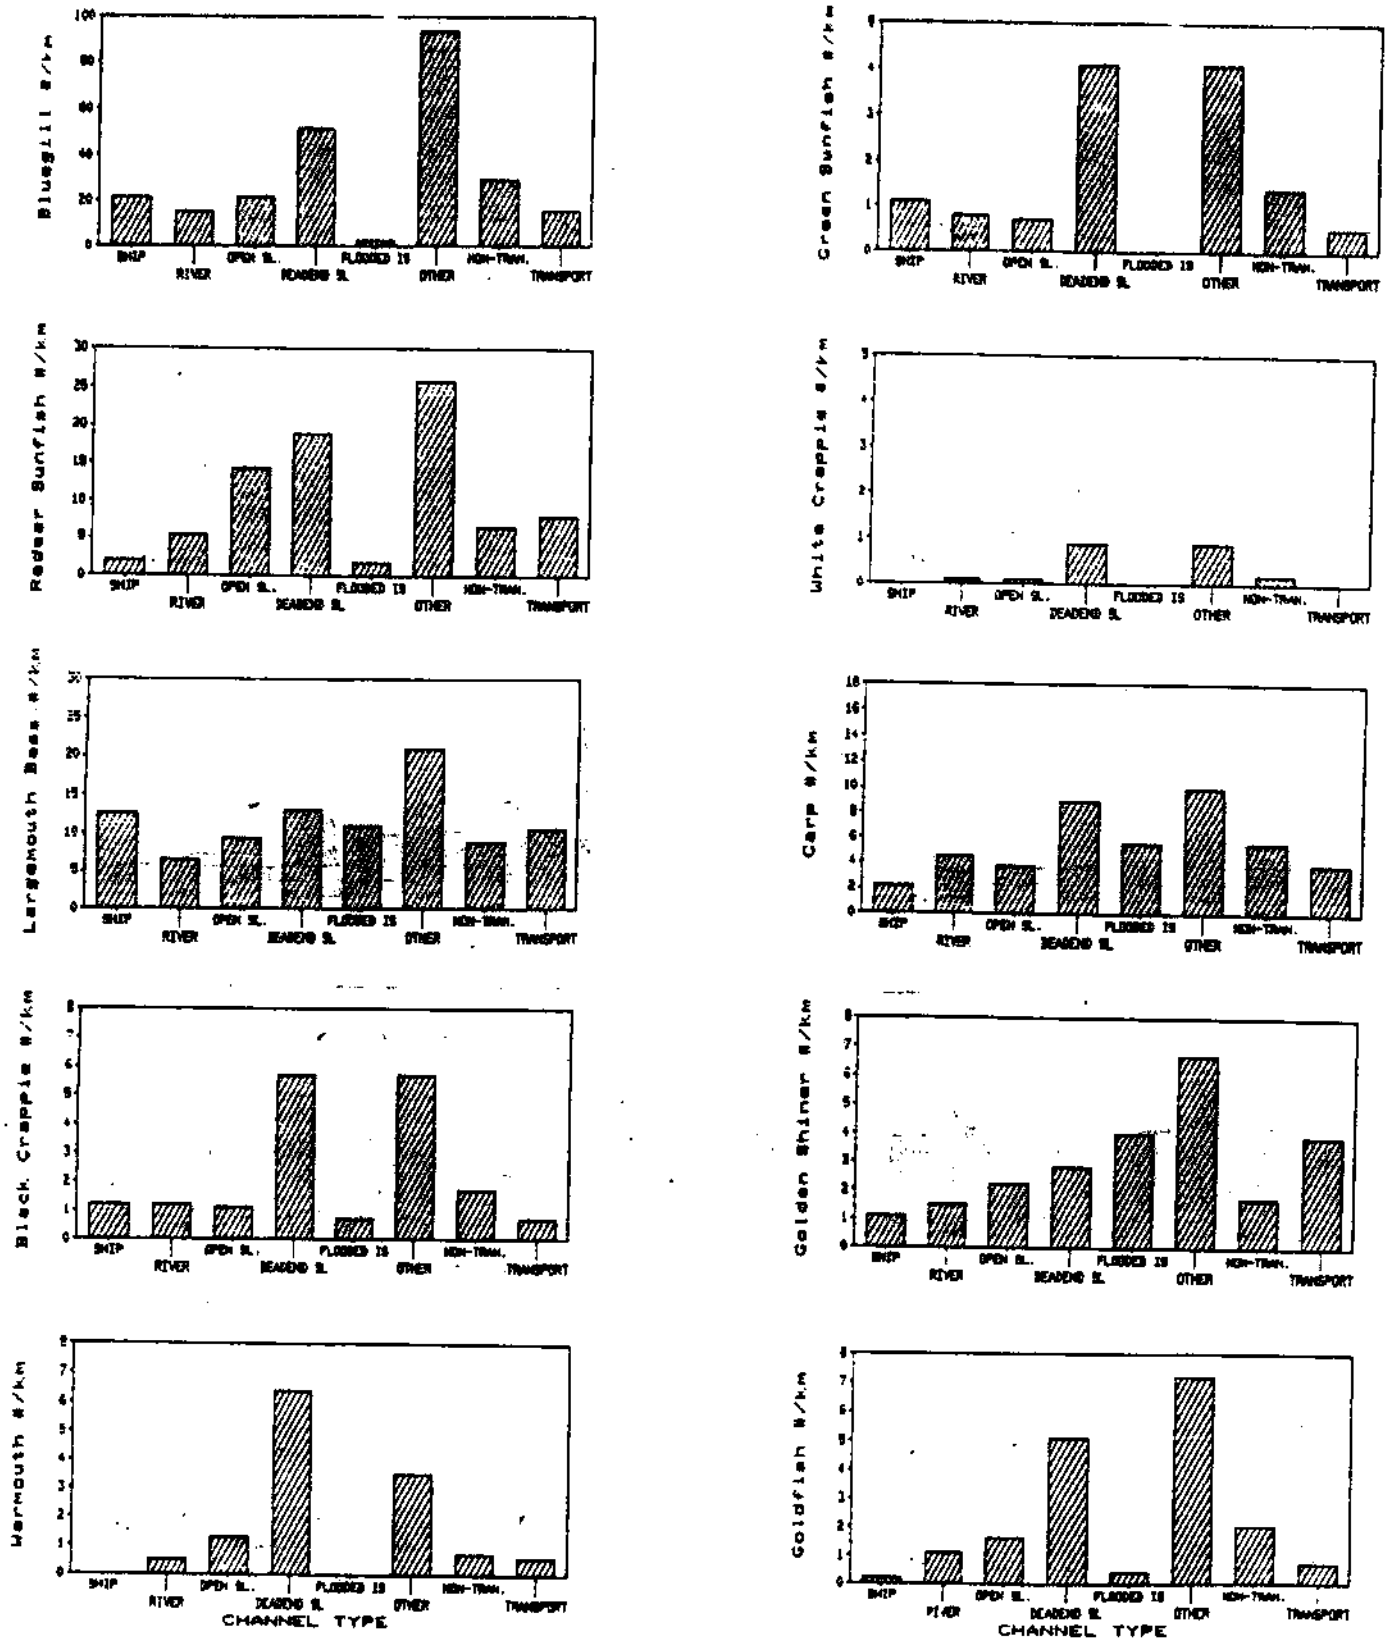 Bluegill #/km
100
80
60
40
20
0
SHIP
RIVER
OPEN SL.
DEADEND SL
FLOODED IS
OTHER
NON-TRAN.
TRANSPORT
Green Sunfish #/km
5
4
3
2
1
0
SHIP
RIVER
OPEN SL.
DEADEND SL
FLOODED IS
OTHER
NON-TRAN.
TRANSPORT
Redear Sunfish #/km
30
25
20
15
10
5
0
SHIP
RIVER
OPEN SL.
DEADEND SL
FLOODED IS
OTHER
NON-TRAN.
TRANSPORT
White Crappie #/km
5
4
3
2
1
0
SHIP
RIVER
OPEN SL.
DEADEND SL
FLOODED IS
OTHER
NON-TRAN.
TRANSPORT
Largemouth Bass #/km
30
25
20
15
10
5
0
SHIP
RIVER
OPEN SL.
DEADEND SL
FLOODED IS
OTHER
NON-TRAN.
TRANSPORT
Carp #/km
18
16
14
12
10
8
6
4
2
0
SHIP
RIVER
OPEN SL.
DEADEND SL
FLOODED IS
OTHER
NON-TRAN.
TRANSPORT
Black Crappie #/km
8
7
6
5
4
3
2
1
0
SHIP
RIVER
OPEN SL.
DEADEND SL
FLOODED IS
OTHER
NON-TRAN.
TRANSPORT
Golden Shiner #/km
8
7
6
5
4
3
2
1
0
SHIP
RIVER
OPEN SL.
DEADEND SL
FLOODED IS
OTHER
NON-TRAN.
TRANSPORT
Warmouth #/km
8
7
6
5
4
3
2
1
0
SHIP
RIVER
OPEN SL.
DEADEND SL
FLOODED IS
OTHER
NON-TRAN.
TRANSPORT
CHANNEL TYPE
Goldfish #/km
8
7
6
5
4
3
2
1
0
SHIP
RIVER
OPEN SL.
DEADEND SL
FLOODED IS
OTHER
NON-TRAN.
TRANSPORT
CHANNEL TYPE